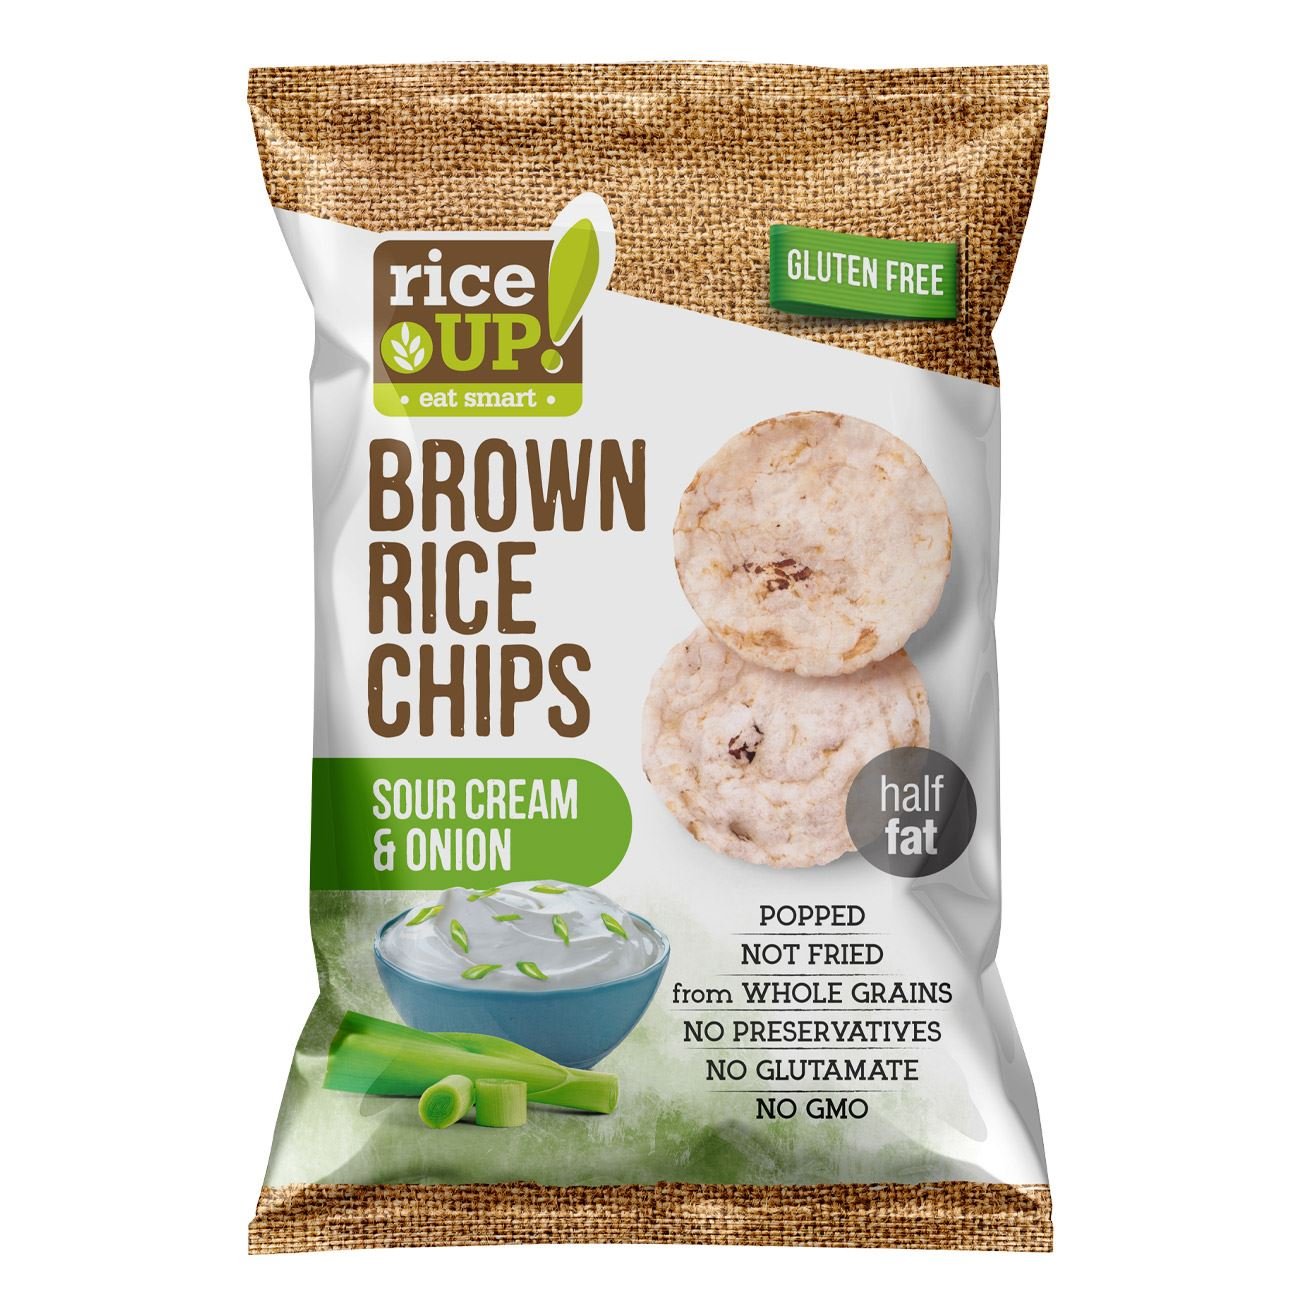 rice
UP!
• eat smart •
GLUTEN FREE
BROWN
RICE
CHIPS
SOUR CREAM
& ONION
half
fat
POPPED
NOT FRIED
from WHOLE GRAINS
NO PRESERVATIVES
NO GLUTAMATE
NO GMO